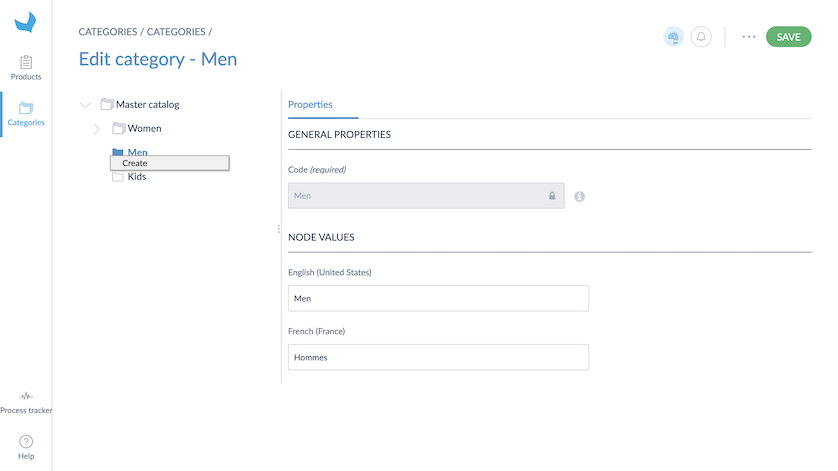 CATEGORIES / CATEGORIES /
SAVE
Edit category - Men
Products
Categories
Master catalog
Women
Men
Create
Kids
Properties
GENERAL PROPERTIES
Code (required)
Men
NODE VALUES
English (United States)
Men
French (France)
Hommes
Process tracker
Help